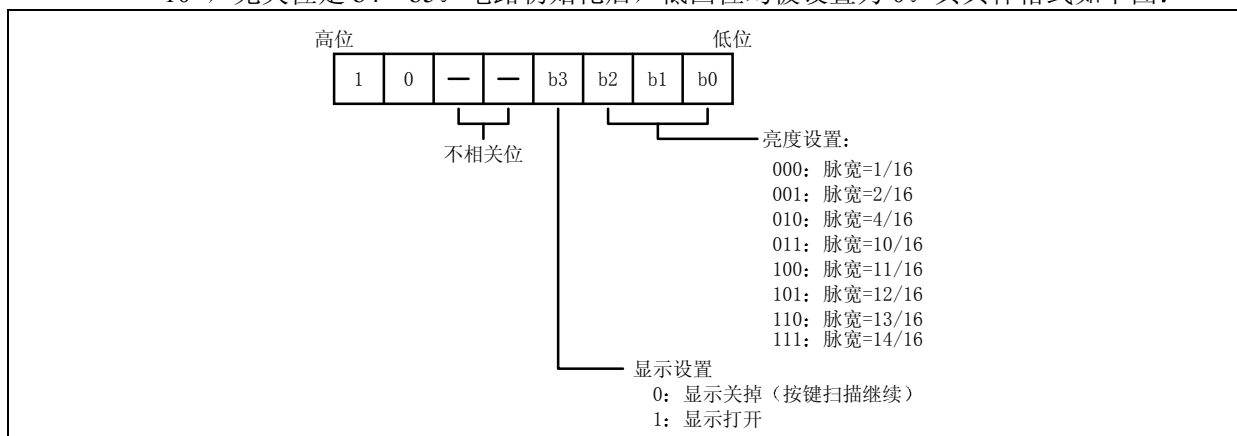 高位 低位
1 0 — — b3 b2 b1 b0
不相关位
亮度设置：
000：脉宽=1/16
001：脉宽=2/16
010：脉宽=4/16
011：脉宽=10/16
100：脉宽=11/16
101：脉宽=12/16
110：脉宽=13/16
111：脉宽=14/16
显示设置
0：显示关掉（按键扫描继续）
1：显示打开